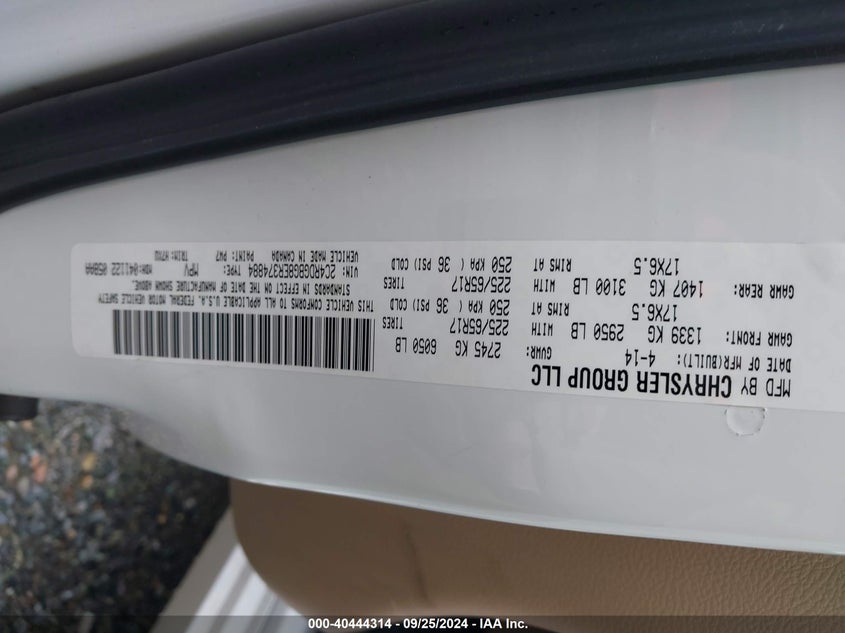 MFD BY CHRYSLER GROUP LLC
DATE OF MFR(BUILT): 4-14 GVWR: 2745 KG 6050 LB
GAWR FRONT: 1339 KG 2950 LB WITH 225/65R17 TIRES
17X6.5 RIMS AT 250 KPA ( 36 PSI) COLD
GAWR REAR: 1407 KG 3100 LB WITH 225/65R17 TIRES
17X6.5 RIMS AT 250 KPA ( 36 PSI) COLD
THIS VEHICLE CONFORMS TO ALL APPLICABLE U.S.A. FEDERAL MOTOR VEHICLE SAFETY
STANDARDS IN EFFECT ON THE DATE OF MANUFACTURE SHOWN ABOVE.
VIN: 2C4RDGBG8ER374884 TYPE: MPV MDH:041122 058AA
VEHICLE MADE IN CANADA PAINT: PW7 TRIM:
000-40444314 - 09/25/2024 - IAA Inc.